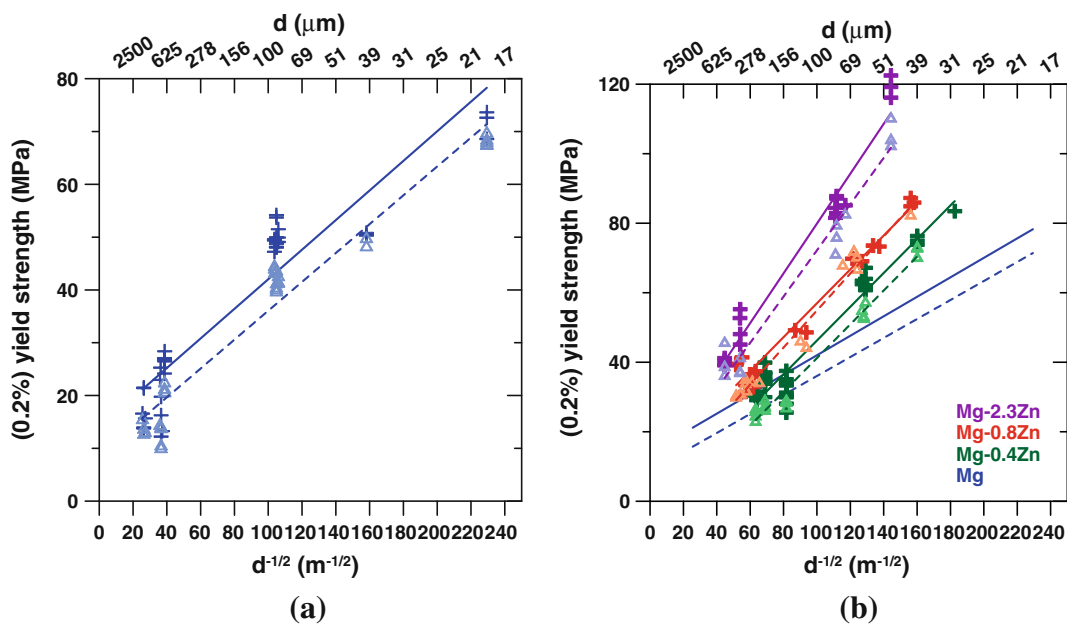 d (μm)
2500 625 278 156 100 69 51 39 31 25 21 17
80
60
40
20
0
(0.2%) yield strength (MPa)
0 20 40 60 80 100 120 140 160 180 200 220 240
d-1/2 (m-1/2)
(a)
d (μm)
2500 625 278 156 100 69 51 39 31 25 21 17
120
80
40
0
(0.2%) yield strength (MPa)
Mg-2.3Zn
Mg-0.8Zn
Mg-0.4Zn
Mg
0 20 40 60 80 100 120 140 160 180 200 220 240
d-1/2 (m-1/2)
(b)